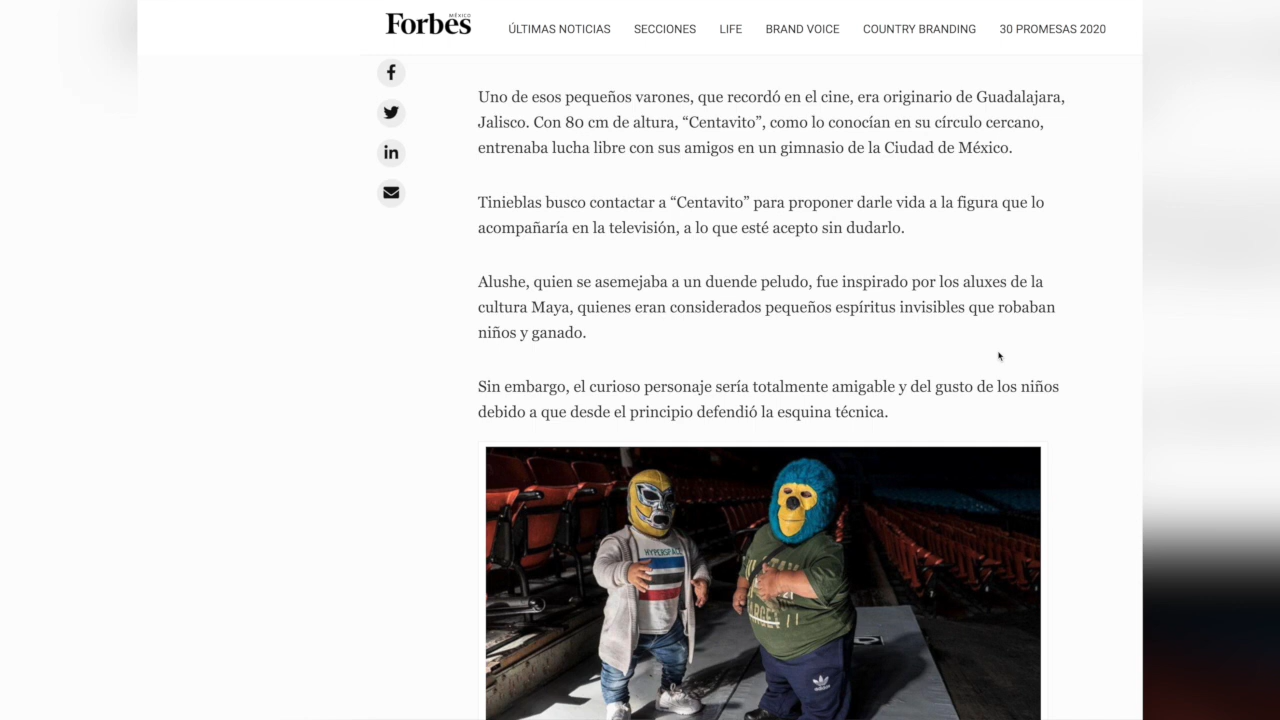 Forbes
MÉXICO
ÚLTIMAS NOTICIAS SECCIONES LIFE BRAND VOICE COUNTRY BRANDING 30 PROMESAS 2020
Uno de esos pequeños varones, que recordó en el cine, era originario de Guadalajara,
Jalisco. Con 80 cm de altura, “Centavito”, como lo conocían en su círculo cercano,
entrenaba lucha libre con sus amigos en un gimnasio de la Ciudad de México.
Tinieblas busco contactar a “Centavito” para proponer darle vida a la figura que lo
acompañaría en la televisión, a lo que esté acepto sin dudarlo.
Alushe, quien se asemejaba a un duende peludo, fue inspirado por los aluxes de la
cultura Maya, quienes eran considerados pequeños espíritus invisibles que robaban
niños y ganado.
Sin embargo, el curioso personaje sería totalmente amigable y del gusto de los niños
debido a que desde el principio defendió la esquina técnica.
HYPERSPACE
adidas